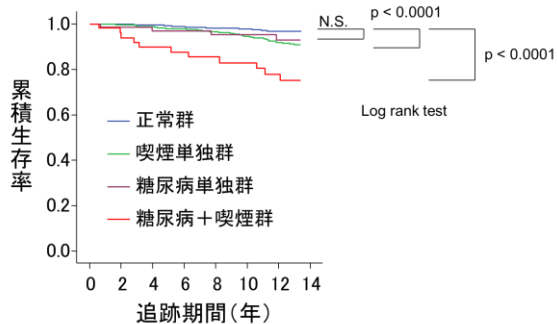 累積生存率
1.0
0.8
0.6
0.4
0.2
0.0
正常群
喫煙単独群
糖尿病単独群
糖尿病＋喫煙群
0 2 4 6 8 10 12 14
追跡期間（年）
N.S.
p < 0.0001
p < 0.0001
Log rank test